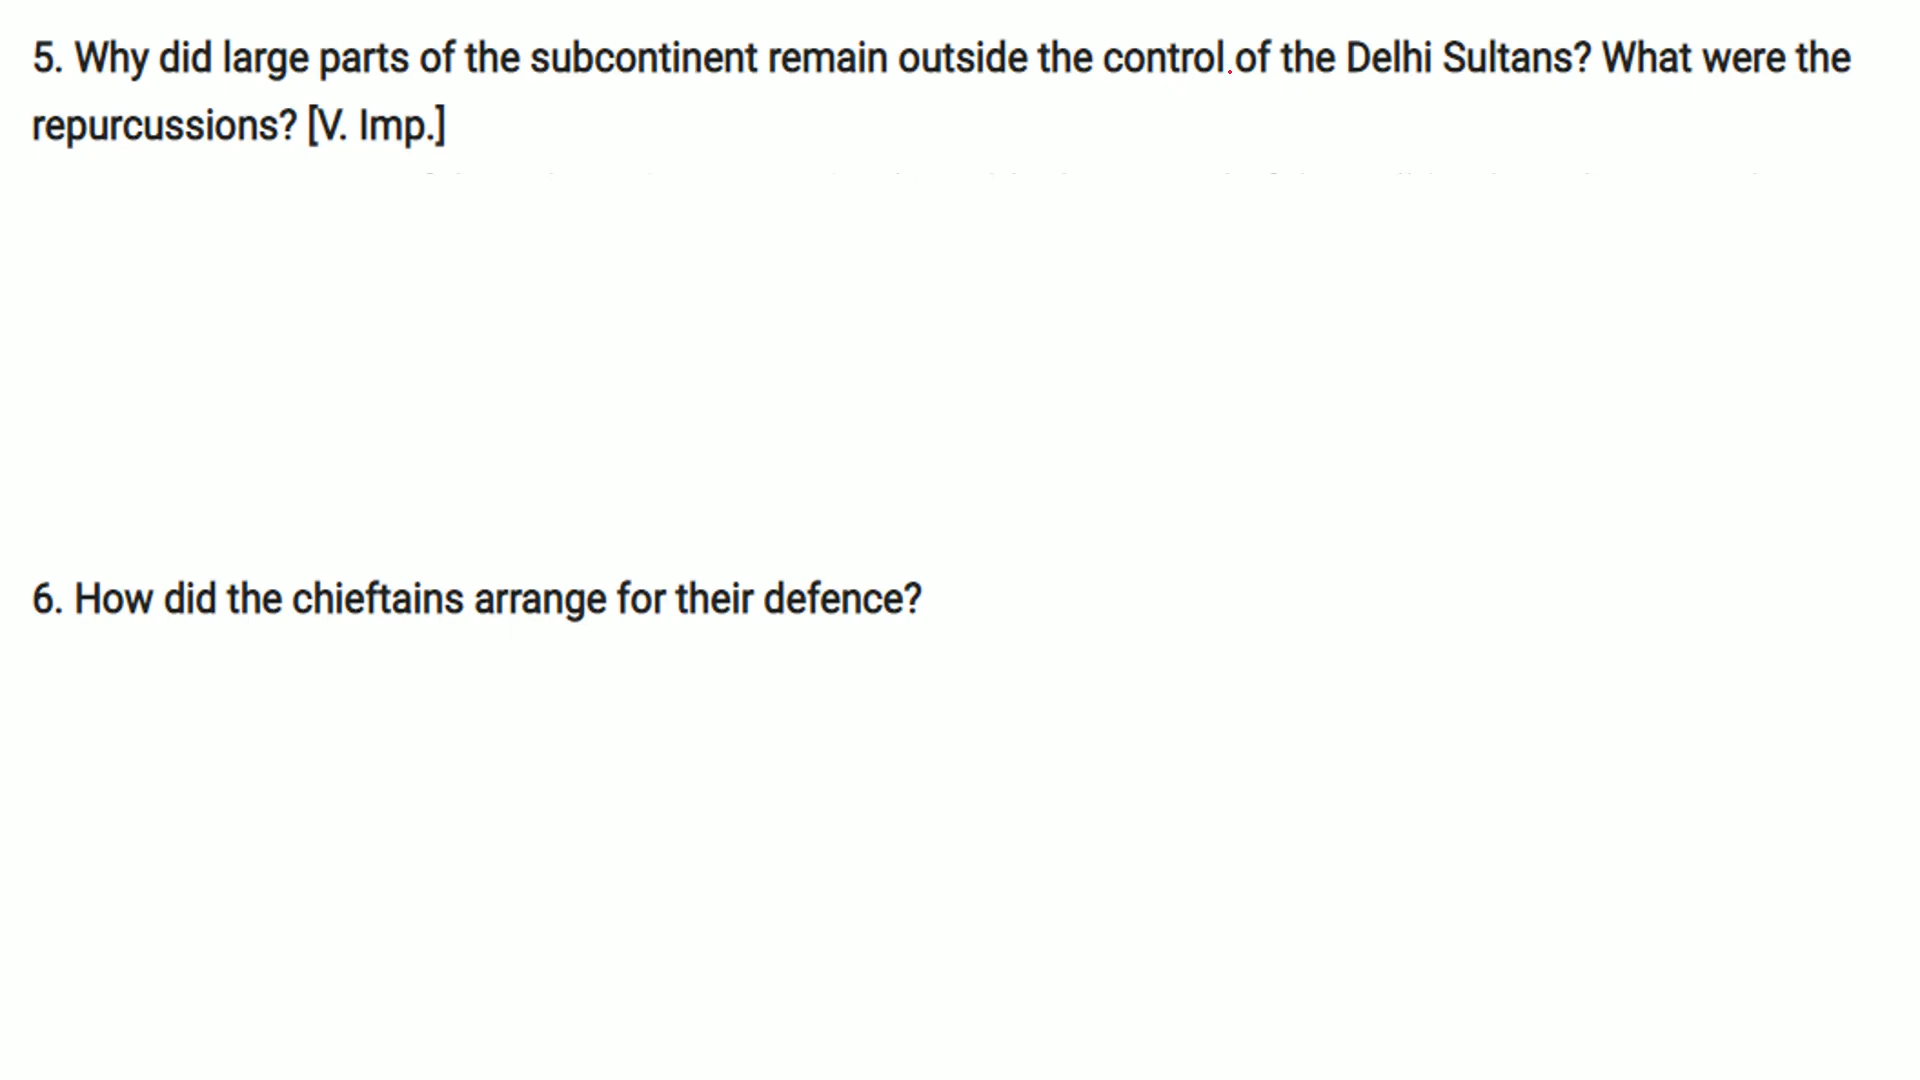 5. Why did large parts of the subcontinent remain outside the control.of the Delhi Sultans? What were the
repurcussions? [V. Imp.]
6. How did the chieftains arrange for their defence?